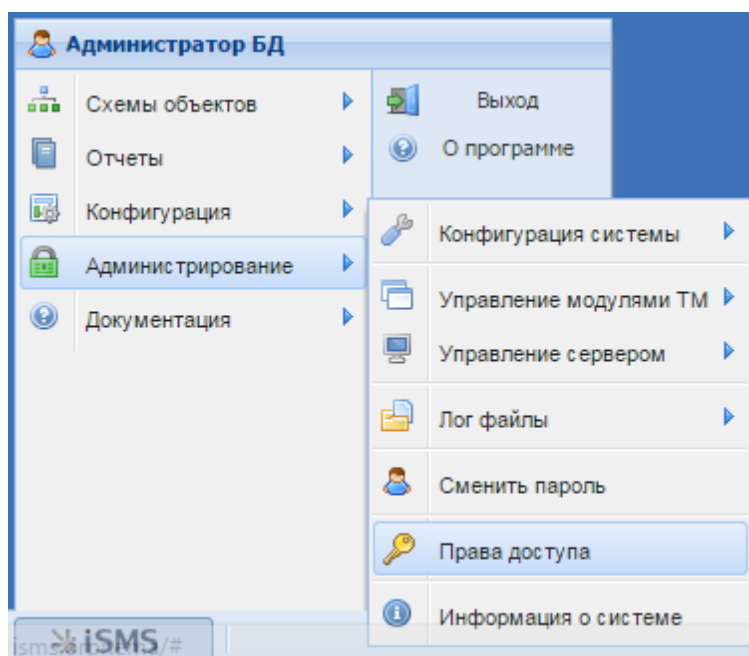 Администратор БД
Схемы объектов
Отчеты
Конфигурация
Администрирование
Документация
Выход
О программе
Конфигурация системы
Управление модулями ТМ
Управление сервером
Лог файлы
Сменить пароль
Права доступа
Информация о системе
iSMS